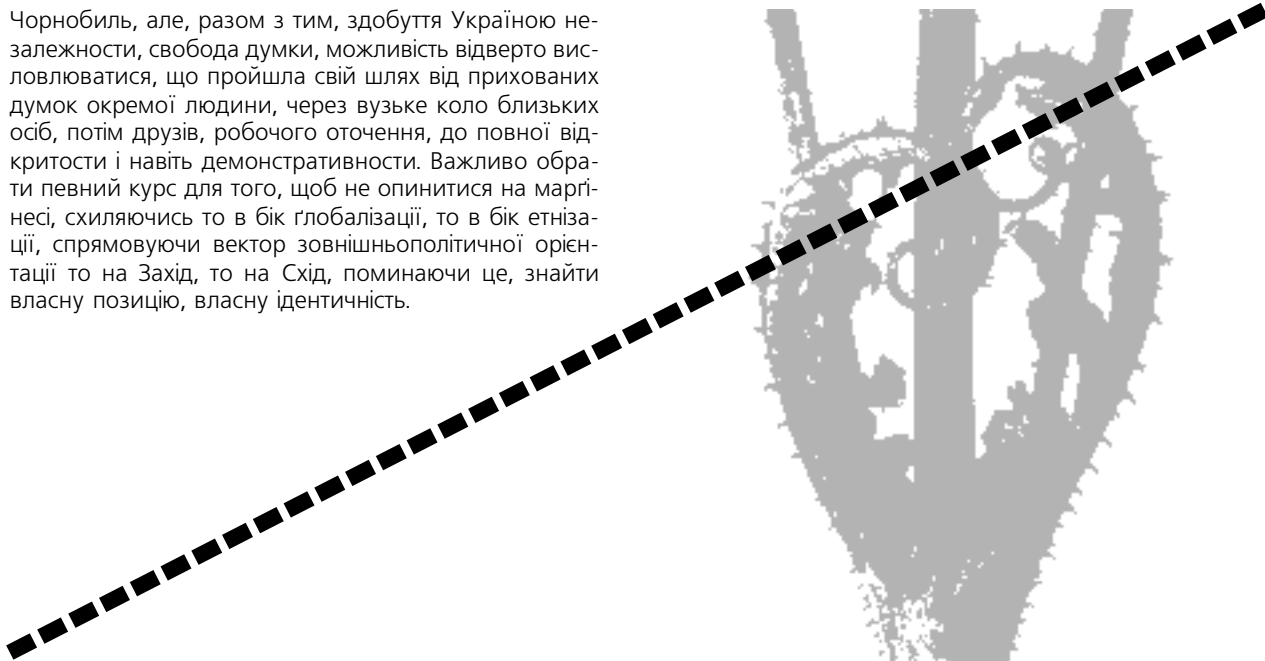 Чорнобиль, але, разом з тим, здобуття Україною не-
залежности, свобода думки, можливість відверто вис-
ловлюватися, що пройшла свій шлях від прихованих
думок окремої людини, через вузьке коло близьких
осіб, потім друзів, робочого оточення, до повної від-
критости і навіть демонстративности. Важливо обра-
ти певний курс для того, щоб не опинитися на марґі-
несі, схиляючись то в бік ґлобалізації, то в бік етніза-
ції, спрямовуючи вектор зовнішньополітичної орієн-
тації то на Захід, то на Схід, поминаючи це, знайти
власну позицію, власну ідентичність.